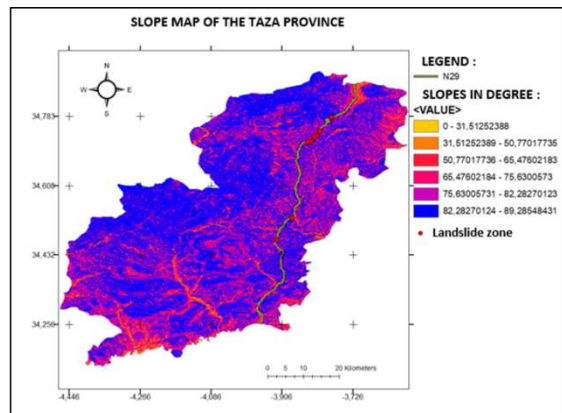 SLOPE MAP OF THE TAZA PROVINCE
N
W E
S
34,783
34,608
34,432
34,256
-4,446 -4,266 -4,086 -3,906 -3,726
0 2,5 5 10 15 20 Kilometers
LEGEND :
N29
SLOPES IN DEGREE :
<VALUE>
0 - 31,51252388
31,51252389 - 50,77017735
50,77017736 - 65,47602183
65,47602184 - 75,6300573
75,63005731 - 82,28270123
82,28270124 - 89,28548431
Landslide zone